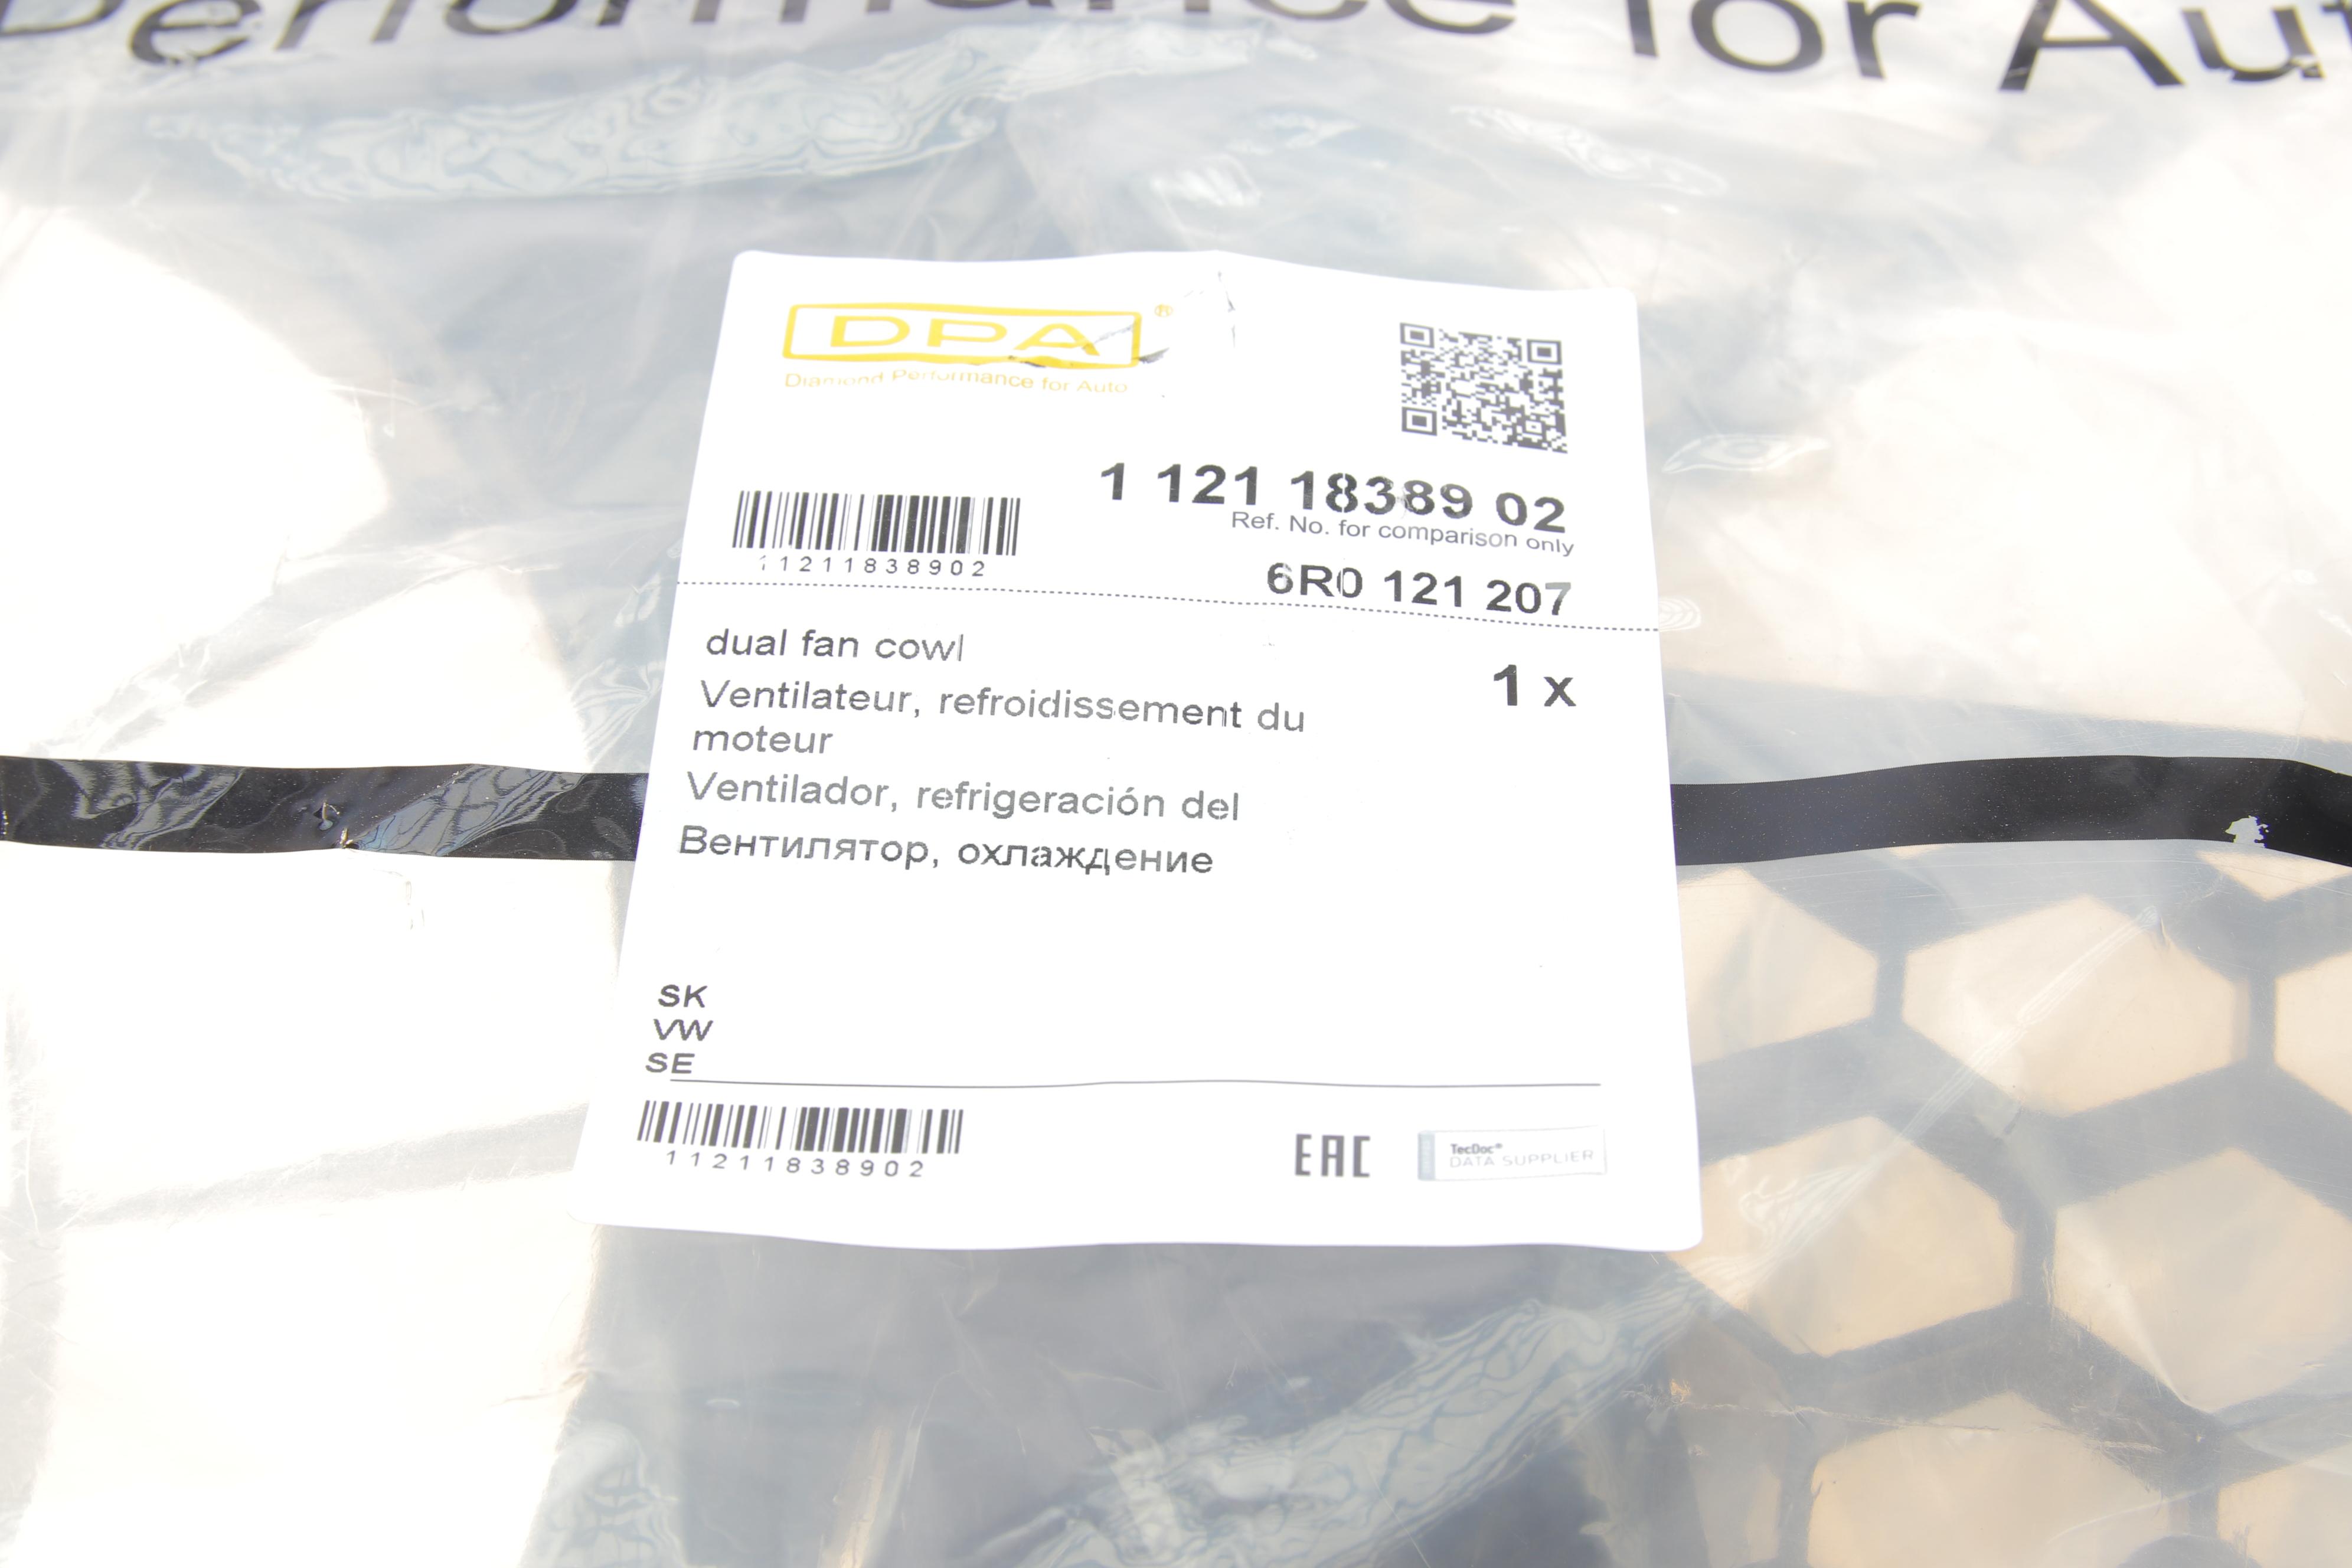 Performance for Aut
DPA®
Diamond Performance for Auto
1 121 18389 02
Ref. No. for comparison only
11211838902
6R0 121 207
dual fan cowl
1 x
Ventilateur, refroidissement du
moteur
Ventilador, refrigeración del
Вентилятор, охлаждение
SK
VW
SE
11211838902
EAC
TecDoc®
DATA SUPPLIER